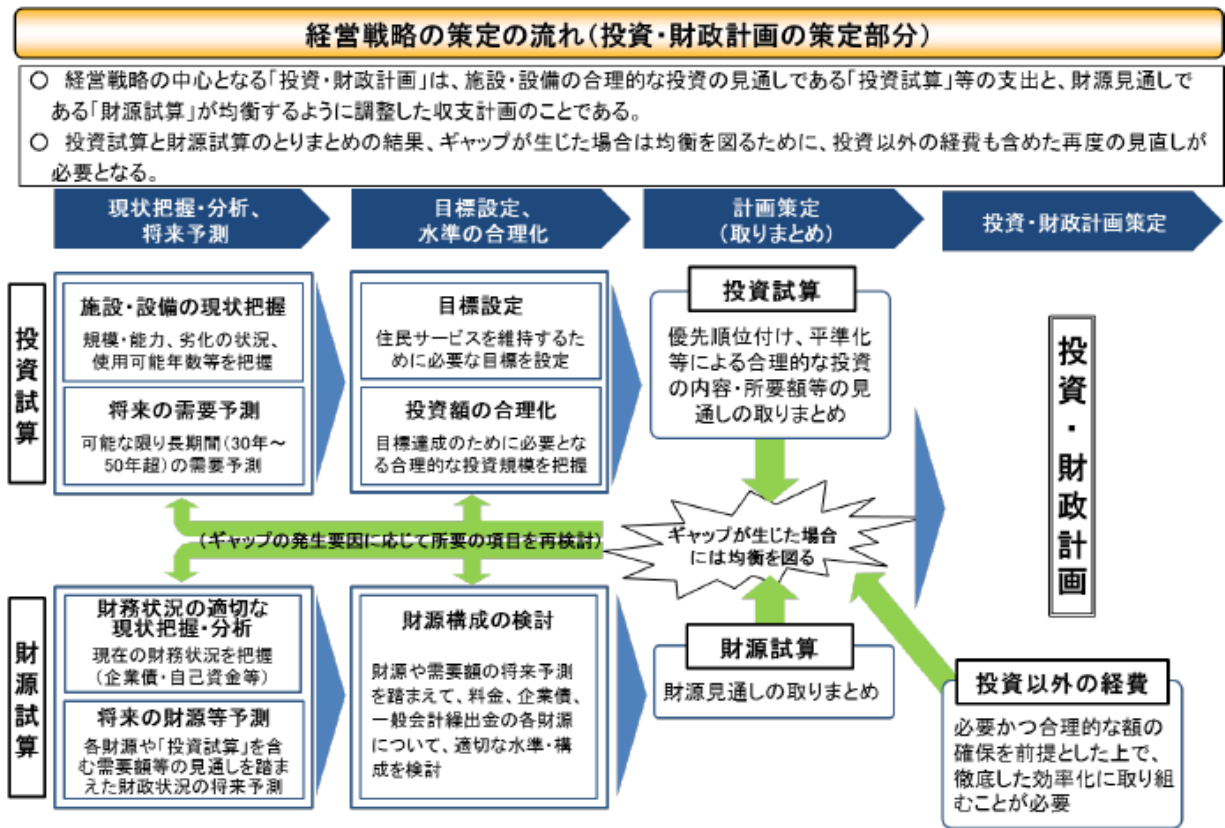 経営戦略の策定の流れ(投資・財政計画の策定部分)
○ 経営戦略の中心となる「投資・財政計画」は、施設・設備の合理的な投資の見通しである「投資試算」等の支出と、財源見通しで
ある「財源試算」が均衡するように調整した収支計画のことである。
○ 投資試算と財源試算のとりまとめの結果、ギャップが生じた場合は均衡を図るために、投資以外の経費も含めた再度の見直しが
必要となる。
現状把握・分析、
将来予測
目標設定、
水準の合理化
計画策定
(取りまとめ)
投資・財政計画策定
投資試算
施設・設備の現状把握
規模・能力、劣化の状況、
使用可能年数等を把握
将来の需要予測
可能な限り長期間(30年~
50年超)の需要予測
目標設定
住民サービスを維持するた
めに必要な目標を設定
投資額の合理化
目標達成のために必要とな
る合理的な投資規模を把握
投資試算
優先順位付け、平準化
等による合理的な投資
の内容・所要額等の見
通しの取りまとめ
投資・財政計画
(ギャップの発生要因に応じて所要の項目を再検討)
ギャップが生じた場合
には均衡を図る
財源試算
財務状況の適切な
現状把握・分析
現在の財務状況を把握
(企業債・自己資金等)
将来の財源等予測
各財源や「投資試算」を含
む需要額等の見通しを踏ま
えた財政状況の将来予測
財源構成の検討
財源や需要額の将来予測
を踏まえて、料金、企業債、
一般会計繰出金の各財源
について、適切な水準・構
成を検討
財源試算
財源見通しの取りまとめ
投資以外の経費
必要かつ合理的な額の
確保を前提とした上で、
徹底した効率化に取り組
むことが必要